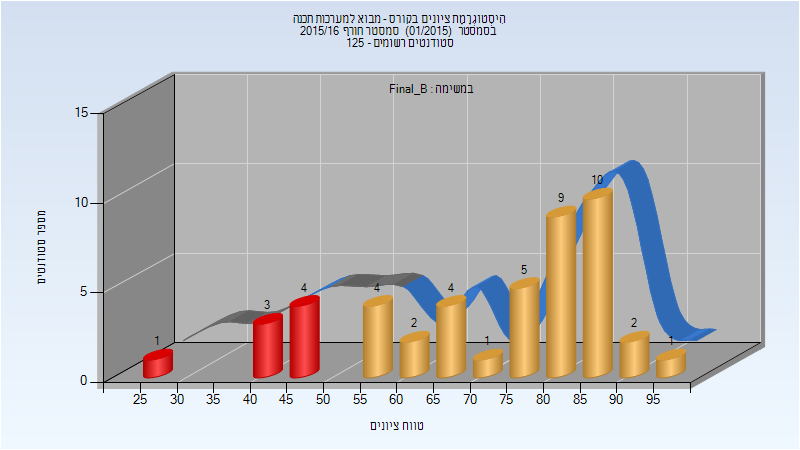 היסטוגרמת ציונים בקורס - מבוא למערכות תכנה
בסמסטר (01/2015) סמסטר חורף 2015/16
סטודנטים רשומים - 125
במשימה : Final_B
מספר סטודנטים
15
10
5
0
1
3
4
4
2
4
1
5
9
10
2
1
25 30 35 40 45 50 55 60 65 70 75 80 85 90 95
טווח ציונים